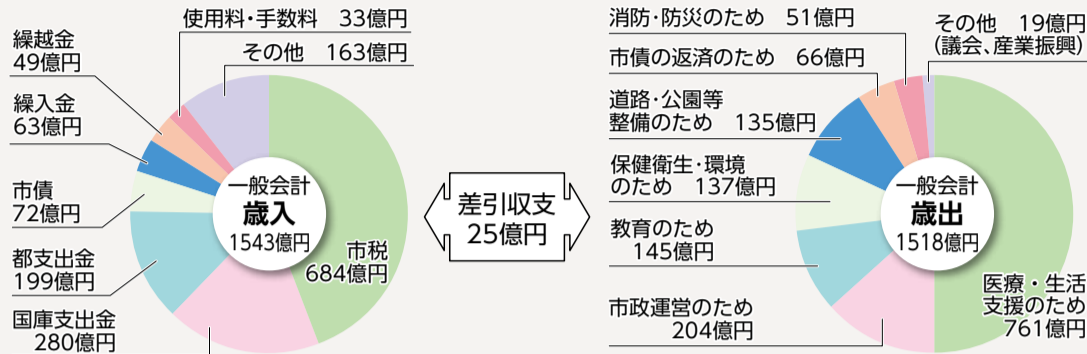 使用料・手数料 33億円
その他 163億円
繰越金
49億円
繰入金
63億円
市債
72億円
都支出金
199億円
国庫支出金
280億円
市税
684億円
一般会計
歳入
1543億円
差引収支
25億円
消防・防災のため 51億円
その他 19億円
(議会、産業振興)
市債の返済のため 66億円
道路・公園等
整備のため 135億円
保健衛生・環境
のため 137億円
教育のため
145億円
市政運営のため
204億円
一般会計
歳出
1518億円
医療・生活
支援のため
761億円